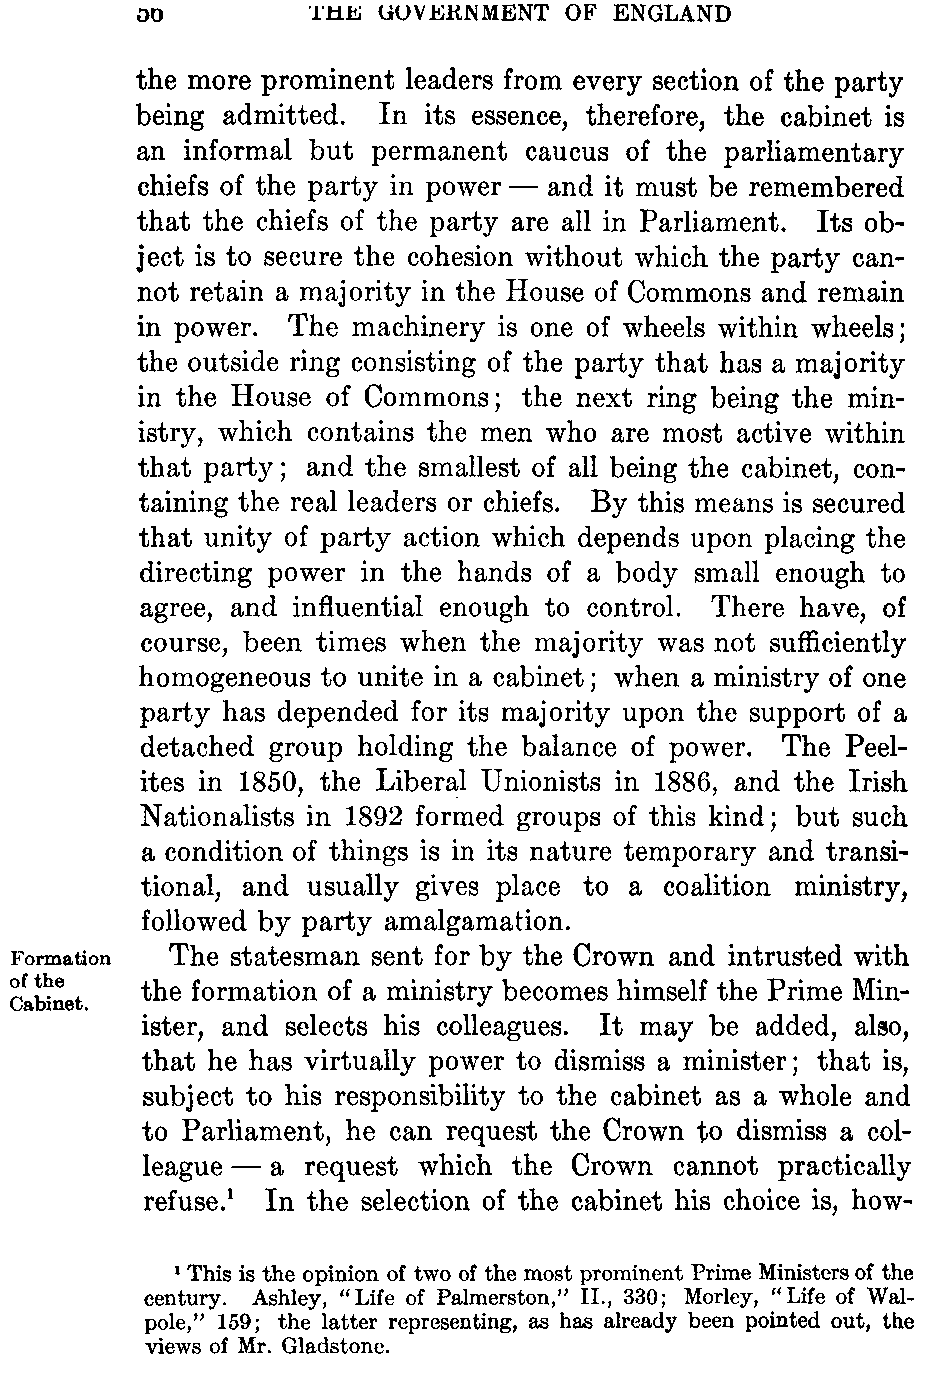 THE GOVERNMENT OF ENGLAND
the more prominent leaders from every section of the party
being admitted. In its essence, therefore, the cabinet is
an informal but permanent caucus of the parliamentary
chiefs of the party in power — and it must be remembered
that the chiefs of the party are all in Parliament. Its ob-
ject is to secure the cohesion without which the party can-
not retain a majority in the House of Commons and remain
in power. The machinery is one of wheels within wheels;
the outside ring consisting of the party that has a majority
in the House of Commons; the next ring being the min-
istry, which contains the men who are most active within
that party; and the smallest of all being the cabinet, con-
taining the real leaders or chiefs. By this means is secured
that unity of party action which depends upon placing the
directing power in the hands of a body small enough to
agree, and influential enough to control. There have, of
course, been times when the majority was not sufficiently
homogeneous to unite in a cabinet; when a ministry of one
party has depended for its majority upon the support of a
detached group holding the balance of power. The Peel-
ites in 1850, the Liberal Unionists in 1886, and the Irish
Nationalists in 1892 formed groups of this kind; but such
a condition of things is in its nature temporary and transi-
tional, and usually gives place to a coalition ministry,
followed by party amalgamation.
Formation
of the
Cabinet.
The statesman sent for by the Crown and intrusted with
the formation of a ministry becomes himself the Prime Min-
ister, and selects his colleagues. It may be added, also,
that he has virtually power to dismiss a minister; that is,
subject to his responsibility to the cabinet as a whole and
to Parliament, he can request the Crown to dismiss a col-
league — a request which the Crown cannot practically
refuse.¹ In the selection of the cabinet his choice is, how-
¹ This is the opinion of two of the most prominent Prime Ministers of the
century. Ashley, "Life of Palmerston," II., 330; Morley, "Life of Wal-
pole," 159; the latter representing, as has already been pointed out, the
views of Mr. Gladstone.